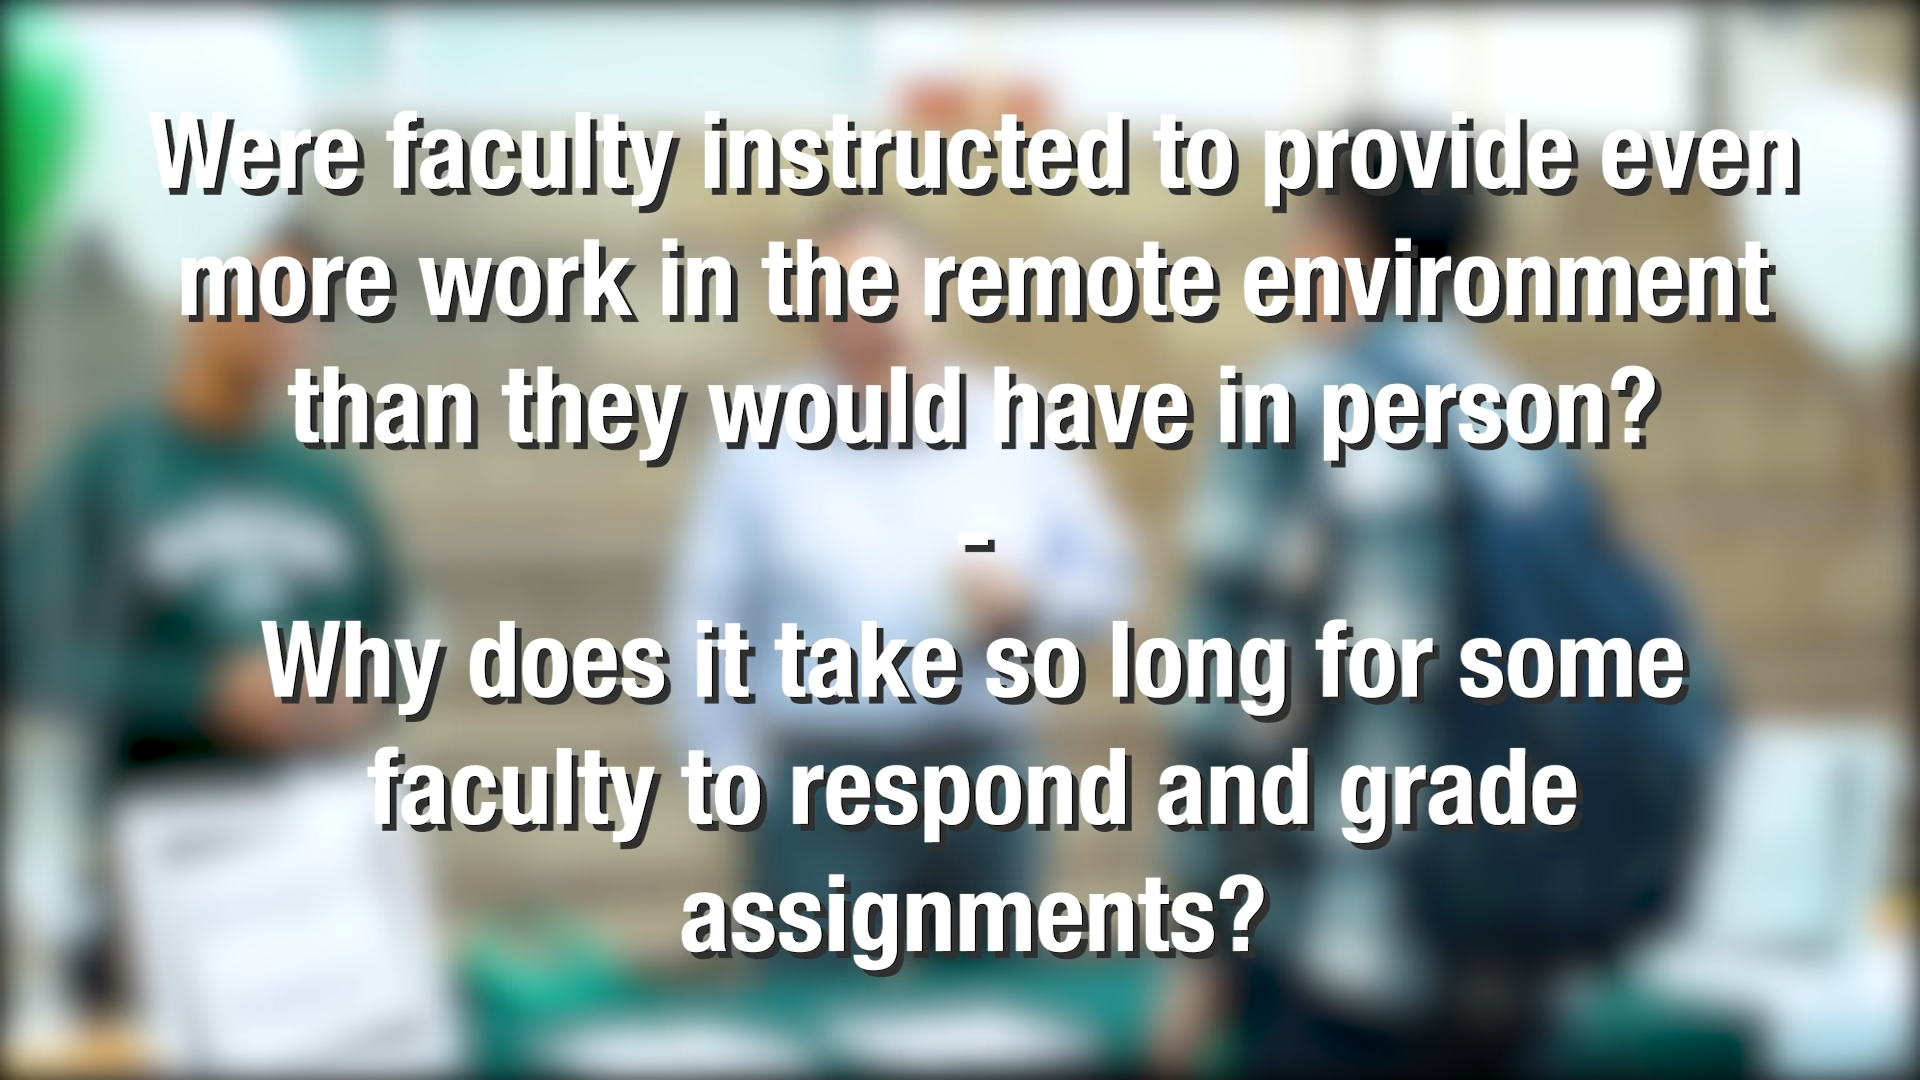 Were faculty instructed to provide even
more work in the remote environment
than they would have in person?
-
Why does it take so long for some
faculty to respond and grade
assignments?